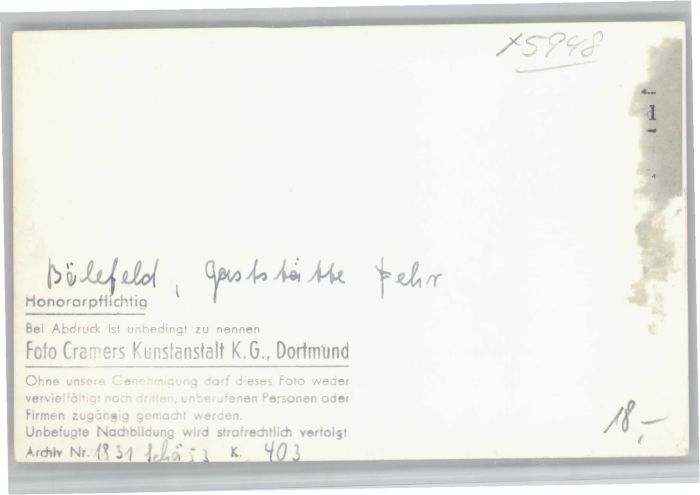 x5948
Bielefeld, Gaststätte Fehr
Honorarpflichtig
Bei Abdruck ist unbedingt zu nennen
Foto Cramers Kunstanstalt K.G., Dortmund
Ohne unsere Genehmigung darf dieses Foto weder
vervielfältigt noch dritten, unberufenen Personen oder
Firmen zugängig gemacht werden.
Unbefugte Nachbildung wird strafrechtlich verfolgt
Archiv Nr. 1831 Schä53 K. 403
18,-